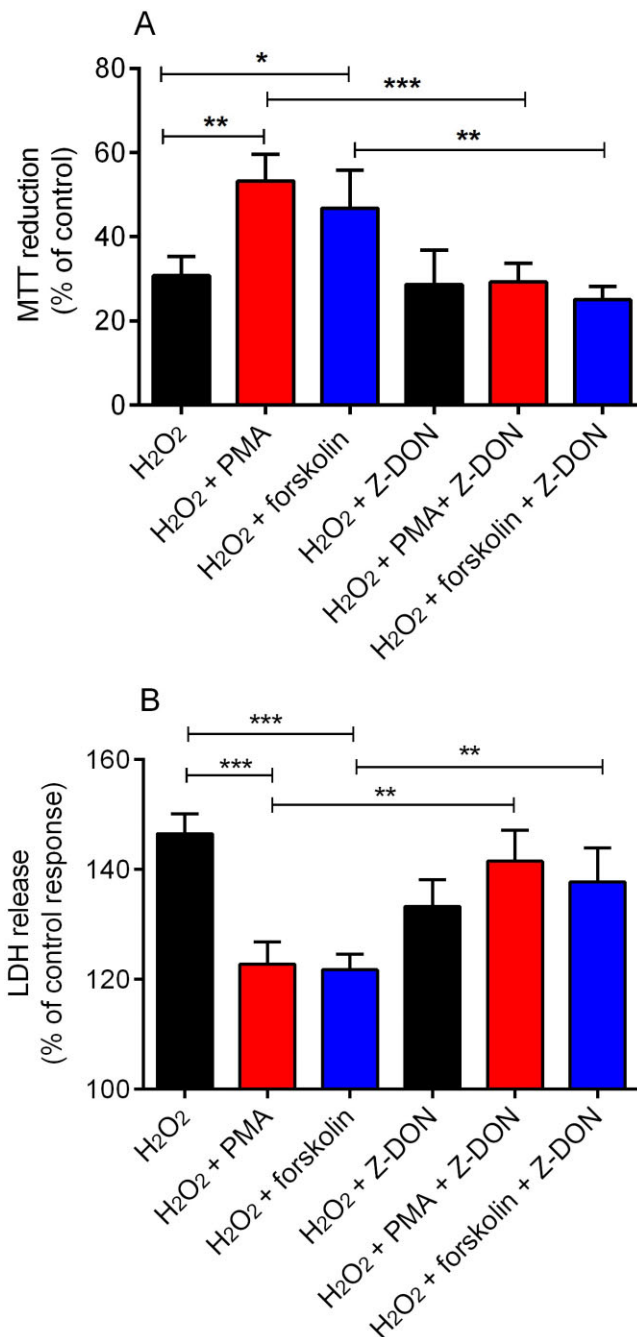 A
MTT reduction
(% of control)
80
60
40
20
0
*
***
**
**
H2O2
H2O2 + PMA
H2O2 + forskolin
H2O2 + Z-DON
H2O2 + PMA+ Z-DON
H2O2 + forskolin + Z-DON
B
LDH release
(% of control response)
160
140
120
100
***
**
***
**
H2O2
H2O2 + PMA
H2O2 + forskolin
H2O2 + Z-DON
H2O2 + PMA + Z-DON
H2O2 + forskolin + Z-DON